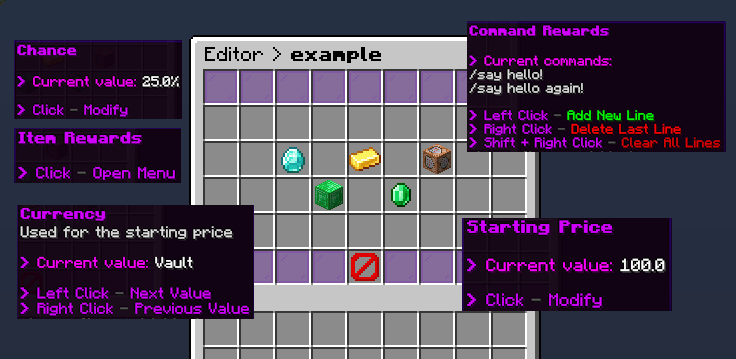 Chance
> Current value: 25.0%
> Click - Modify
Item Rewards
> Click - Open Menu
Currency
Used for the starting price
> Current value: Vault
> Left Click - Next Value
> Right Click - Previous Value
Editor > example
Command Rewards
> Current commands:
/say hello!
/say hello again!
> Left Click - Add New Line
> Right Click - Delete Last Line
> Shift + Right Click - Clear All Lines
Starting Price
> Current value: 100.0
> Click - Modify